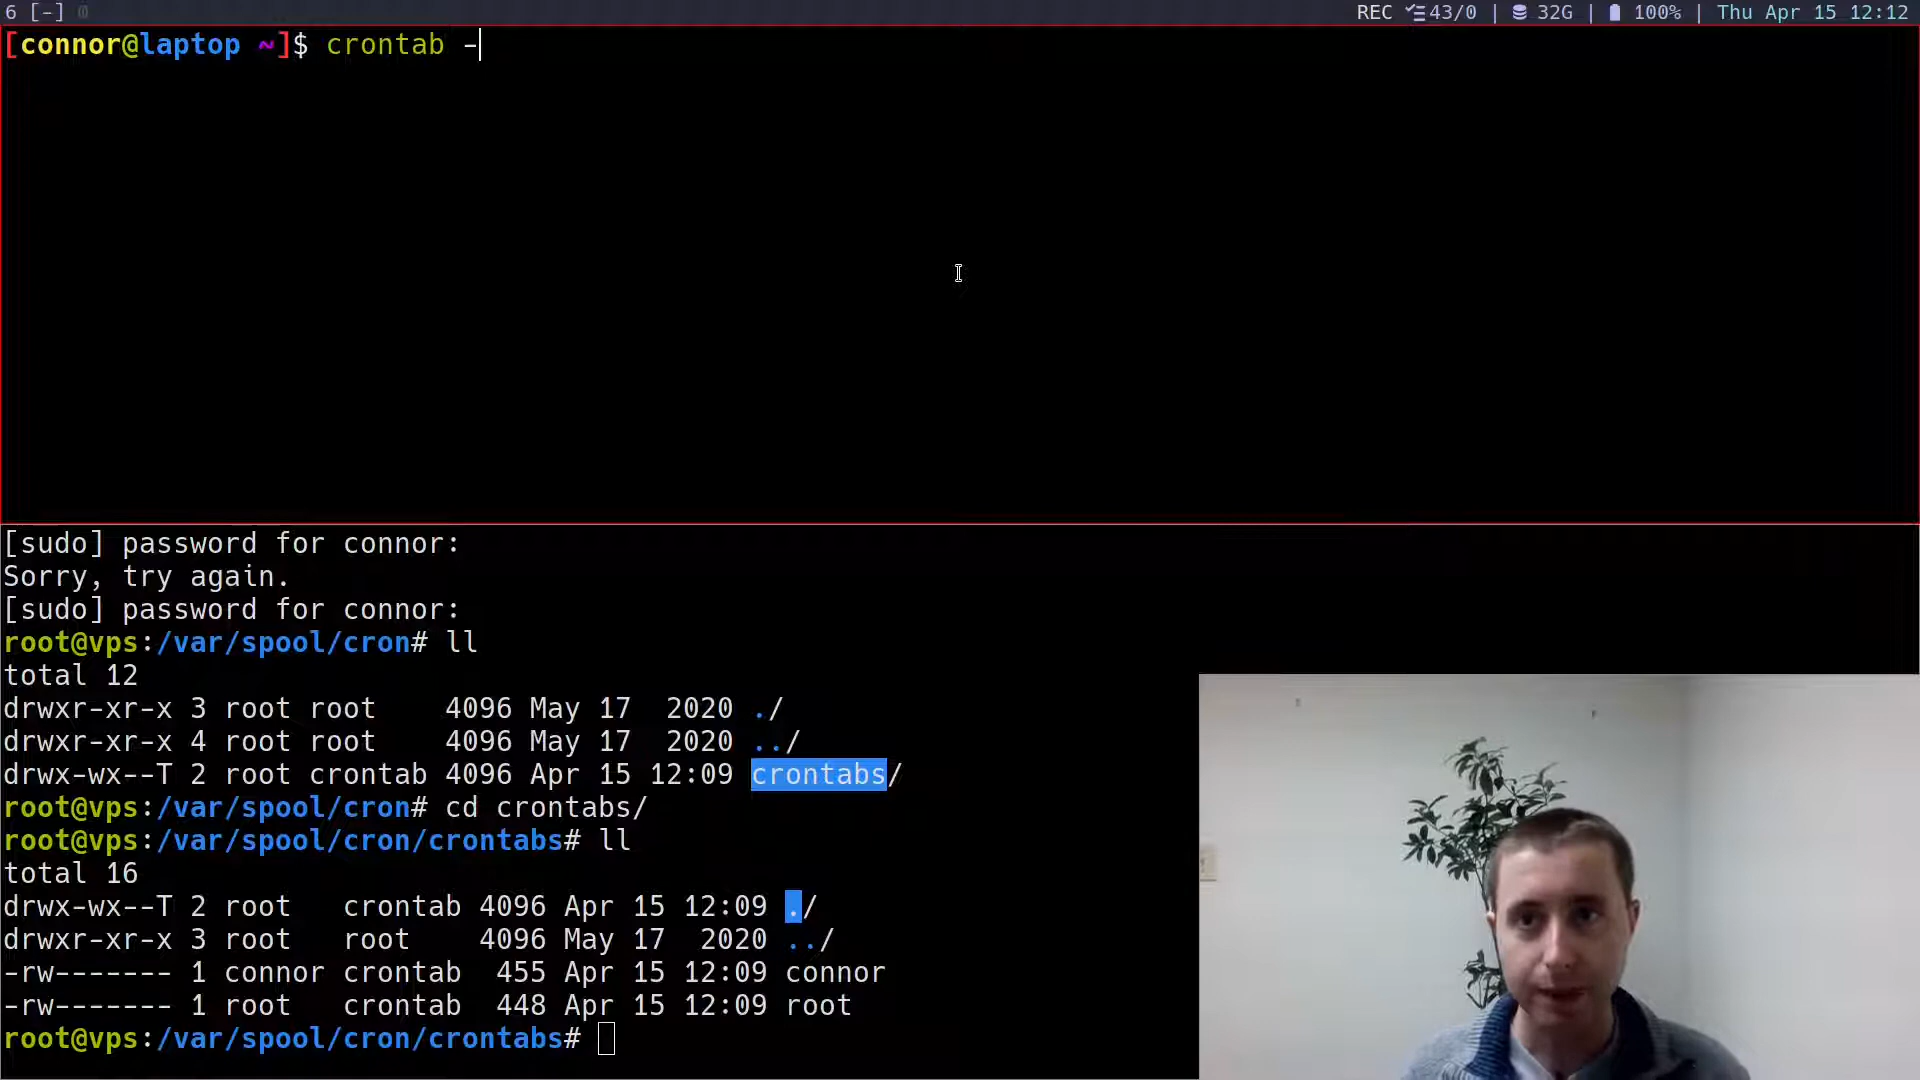 6 [-]
REC 43/0 | 32G | 100% | Thu Apr 15 12:12
[connor@laptop ~]$ crontab -
[sudo] password for connor:
Sorry, try again.
[sudo] password for connor:
root@vps:/var/spool/cron# ll
total 12
drwxr-xr-x 3 root root    4096 May 17  2020 ./
drwxr-xr-x 4 root root    4096 May 17  2020 ../
drwx-wx--T 2 root crontab 4096 Apr 15 12:09 crontabs/
root@vps:/var/spool/cron# cd crontabs/
root@vps:/var/spool/cron/crontabs# ll
total 16
drwx-wx--T 2 root   crontab 4096 Apr 15 12:09 ./
drwxr-xr-x 3 root   root    4096 May 17  2020 ../
-rw------- 1 connor crontab  455 Apr 15 12:09 connor
-rw------- 1 root   crontab  448 Apr 15 12:09 root
root@vps:/var/spool/cron/crontabs#